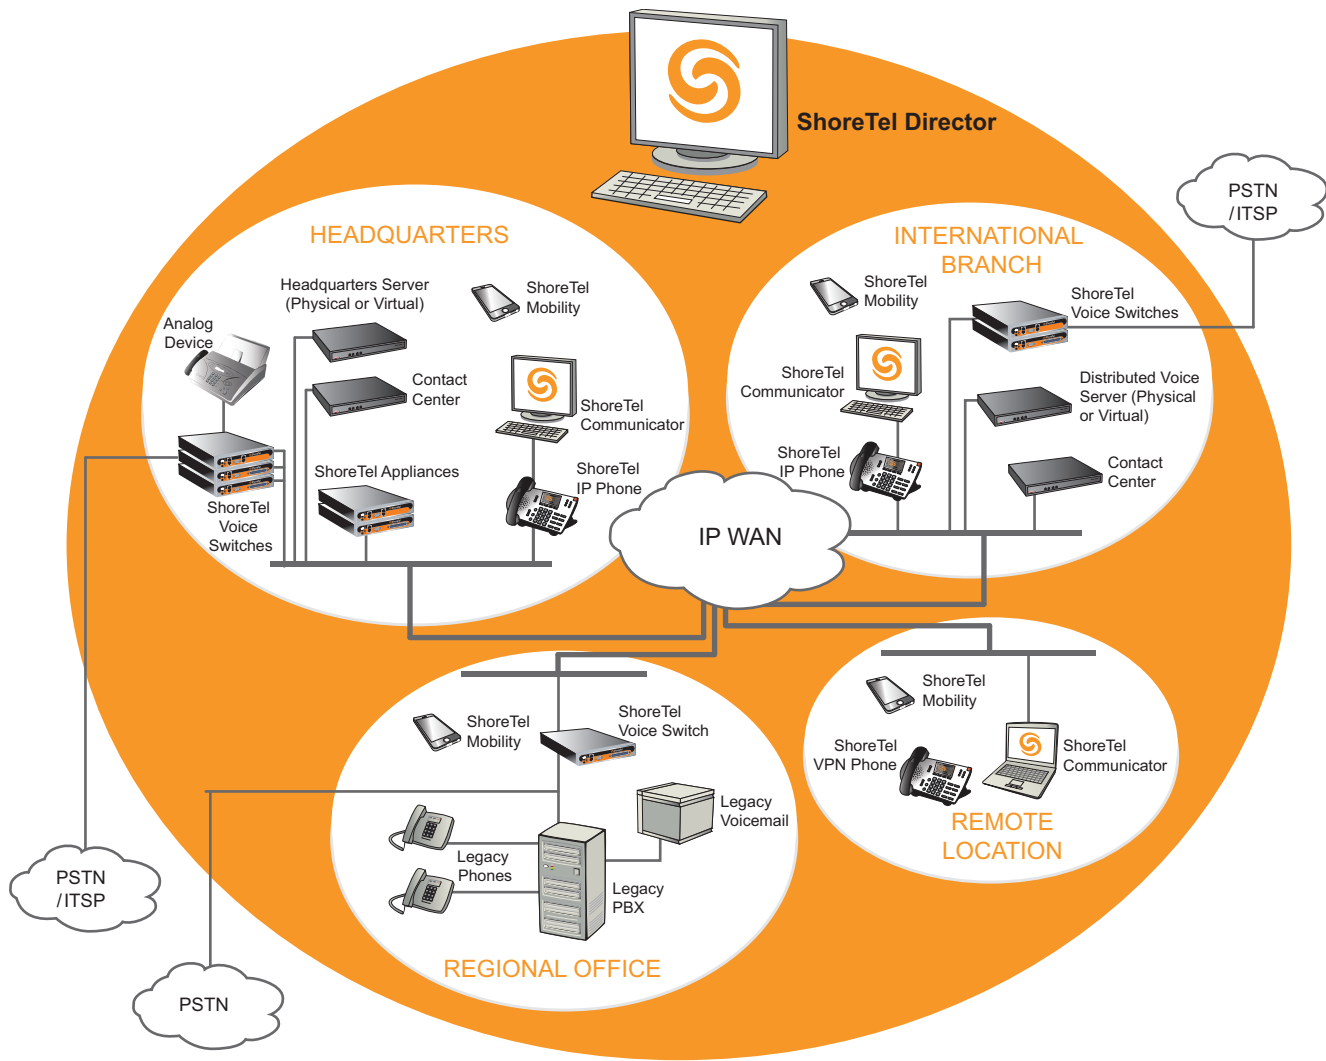 ShoreTel Director
PSTN
/ITSP
HEADQUARTERS
Headquarters Server
(Physical or Virtual)
ShoreTel
Mobility
Analog
Device
Contact
Center
ShoreTel
Communicator
ShoreTel Appliances
ShoreTel
IP Phone
ShoreTel
Voice
Switches
INTERNATIONAL
BRANCH
ShoreTel
Mobility
ShoreTel
Voice Switches
ShoreTel
Communicator
Distributed Voice
Server (Physical
or Virtual)
ShoreTel
IP Phone
Contact
Center
IP WAN
ShoreTel
Mobility
ShoreTel
Voice Switch
Legacy
Voicemail
Legacy
Phones
Legacy
PBX
REGIONAL OFFICE
ShoreTel
Mobility
ShoreTel
VPN Phone
ShoreTel
Communicator
REMOTE
LOCATION
PSTN
/ITSP
PSTN